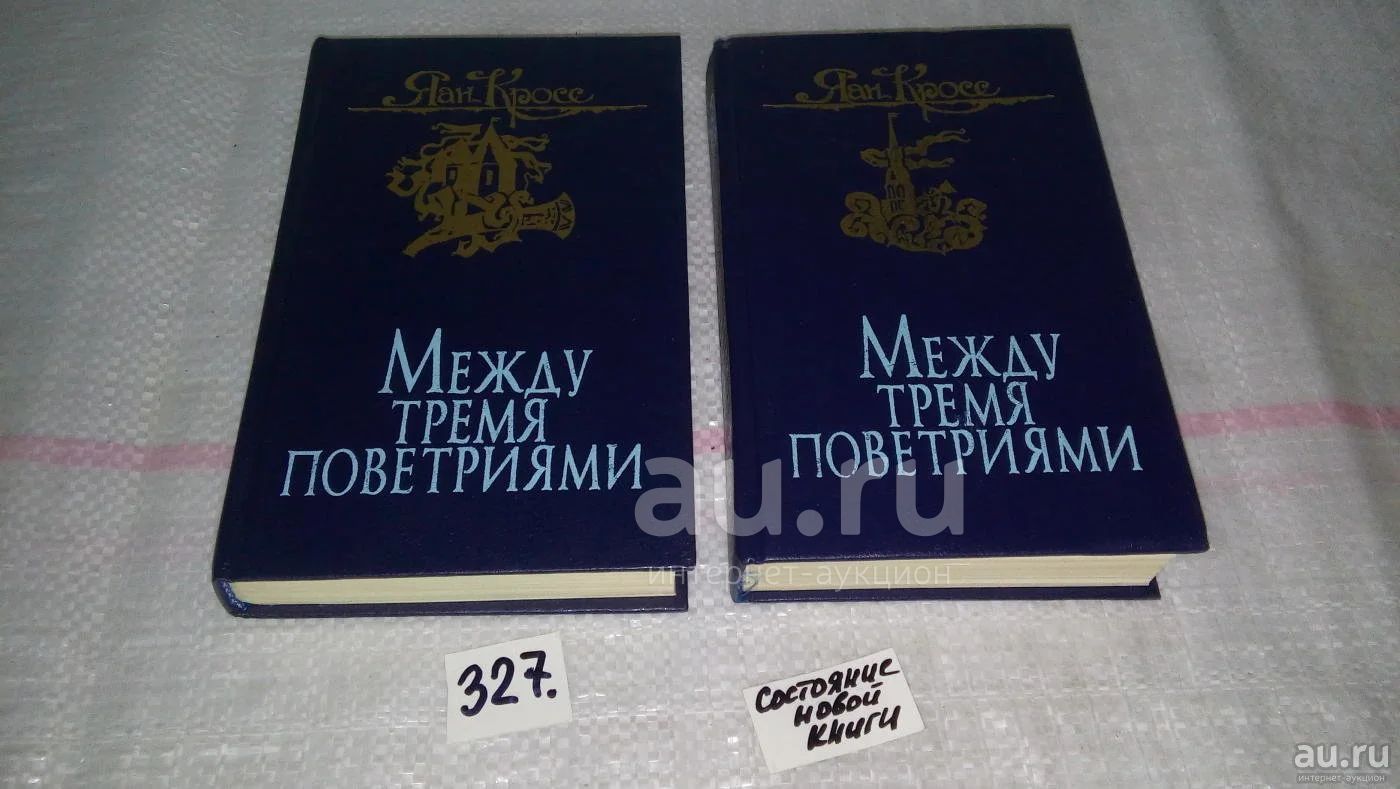 Яан Кросс
Между
тремя
поветриями
Яан Кросс
Между
тремя
поветриями
au.ru
интернет-аукцион
327.
состояние
новой
книги
au.ru
интернет-аукцион